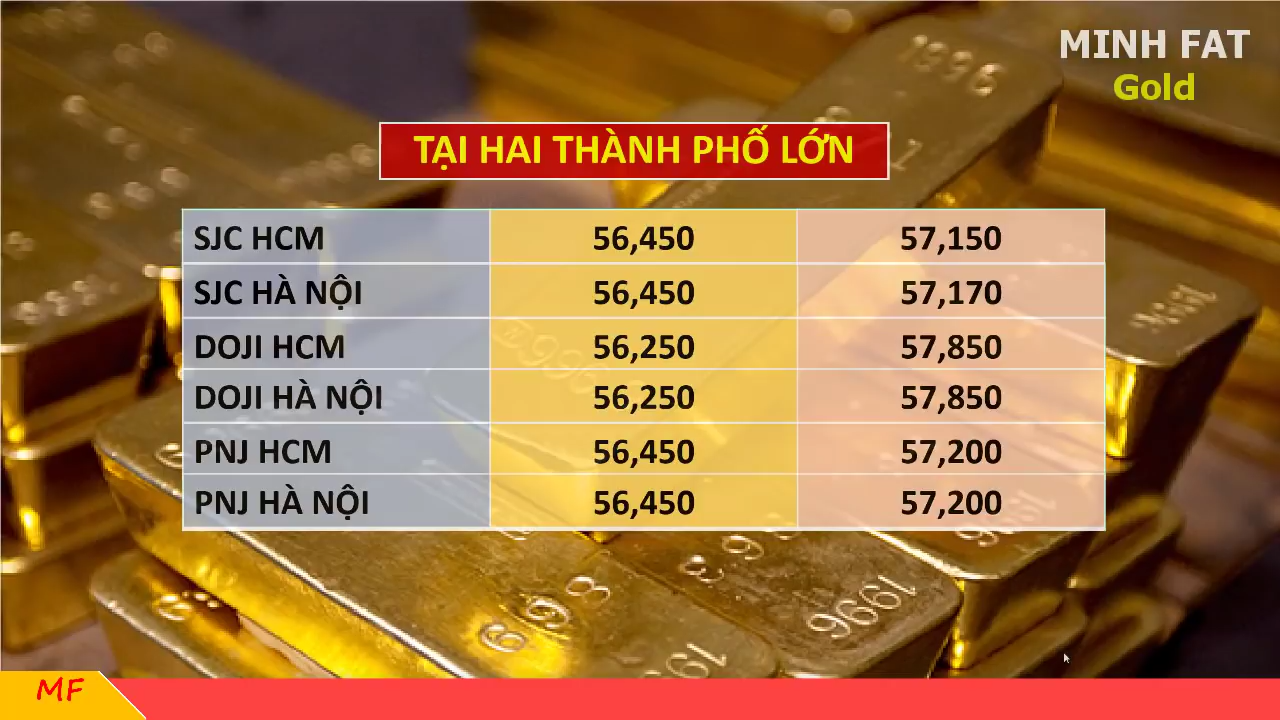 MINH FAT
Gold
TẠI HAI THÀNH PHỐ LỚN
SJC HCM 56,450 57,150
SJC HÀ NỘI 56,450 57,170
DOJI HCM 56,250 57,850
DOJI HÀ NỘI 56,250 57,850
PNJ HCM 56,450 57,200
PNJ HÀ NỘI 56,450 57,200
1996
1996
MF